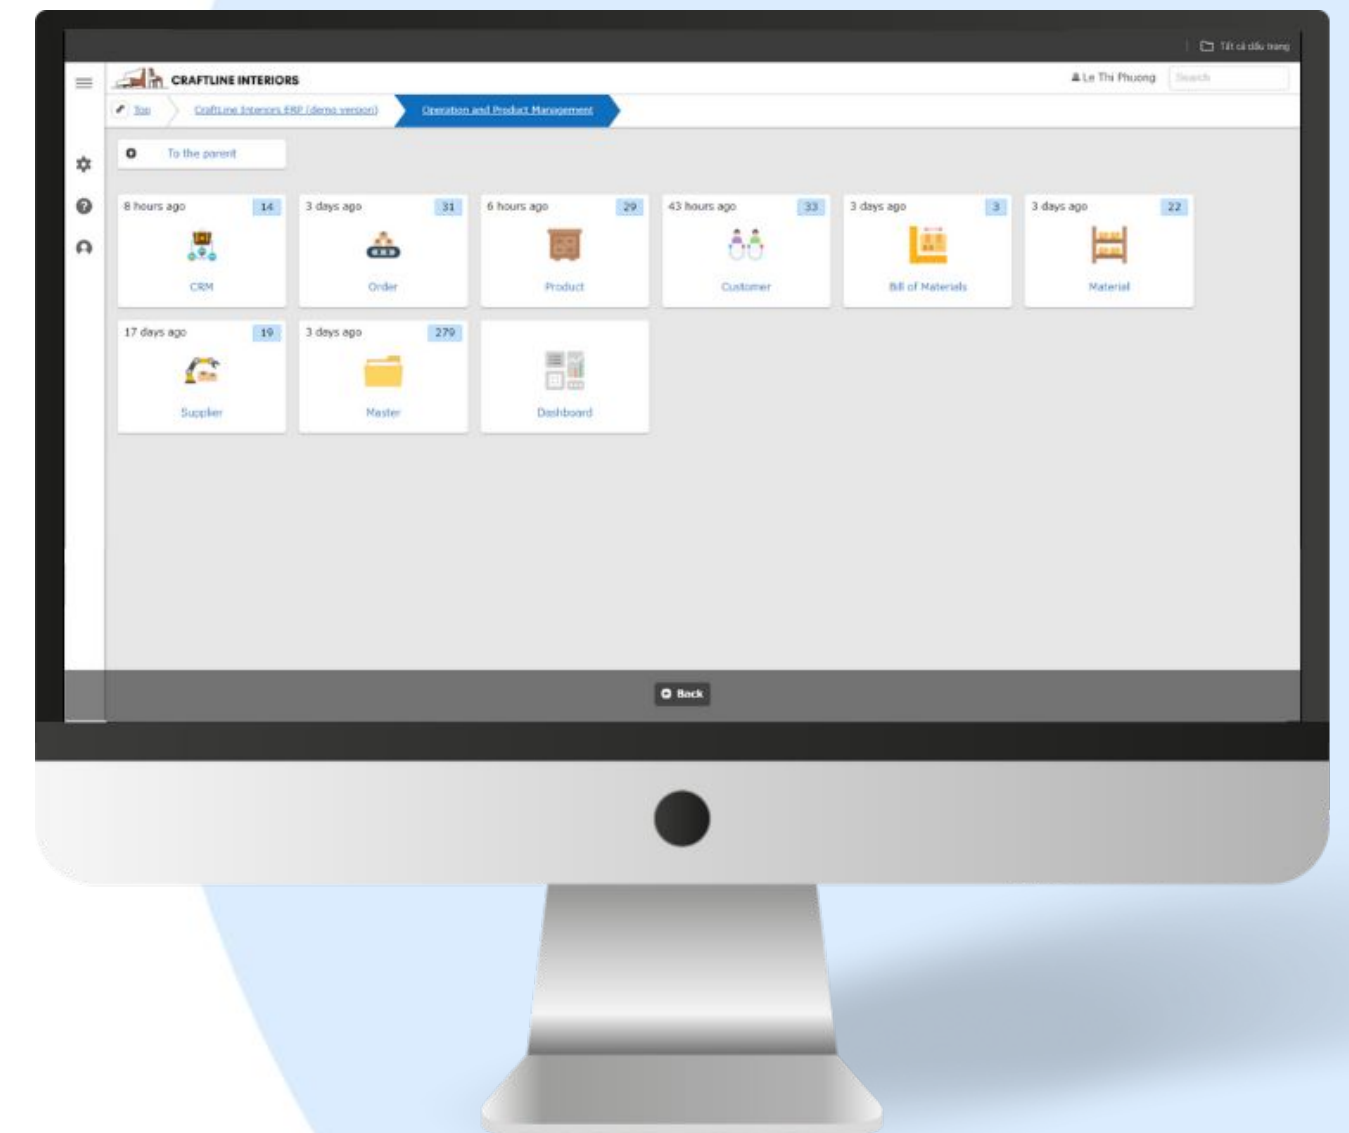 Tất cả dấu trang
CRAFTLINE INTERIORS
Le Thi Phuong
Search
Top
CraftLine Interiors ERP (demo version)
Operation and Product Management
To the parent
8 hours ago 14
3 days ago 31
6 hours ago 29
43 hours ago 33
3 days ago 3
3 days ago 22
CRM
Order
Product
Customer
Bill of Materials
Material
17 days ago 19
3 days ago 279
Supplier
Master
Dashboard
Back